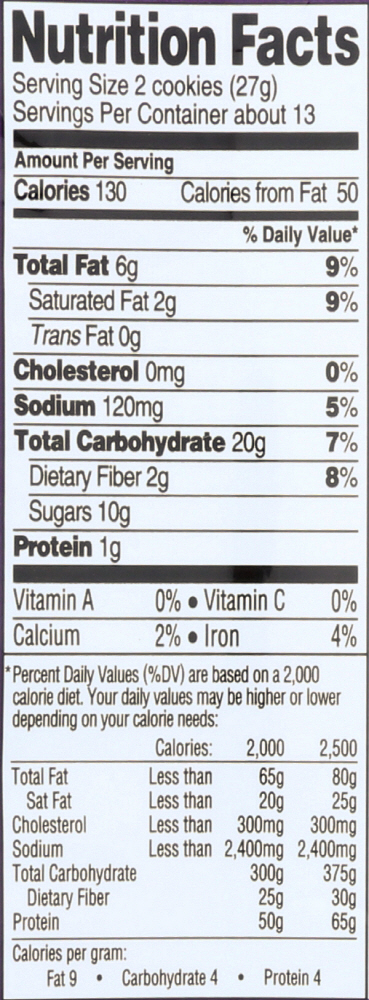 Nutrition Facts
Serving Size 2 cookies (27g)
Servings Per Container about 13
Amount Per Serving
Calories 130 Calories from Fat 50
% Daily Value*
Total Fat 6g 9%
Saturated Fat 2g 9%
Trans Fat 0g
Cholesterol 0mg 0%
Sodium 120mg 5%
Total Carbohydrate 20g 7%
Dietary Fiber 2g 8%
Sugars 10g
Protein 1g
Vitamin A 0% • Vitamin C 0%
Calcium 2% • Iron 4%
*Percent Daily Values (%DV) are based on a 2,000
calorie diet. Your daily values may be higher or lower
depending on your calorie needs:
Calories: 2,000 2,500
Total Fat Less than 65g 80g
Sat Fat Less than 20g 25g
Cholesterol Less than 300mg 300mg
Sodium Less than 2,400mg 2,400mg
Total Carbohydrate 300g 375g
Dietary Fiber 25g 30g
Protein 50g 65g
Calories per gram:
Fat 9 • Carbohydrate 4 • Protein 4